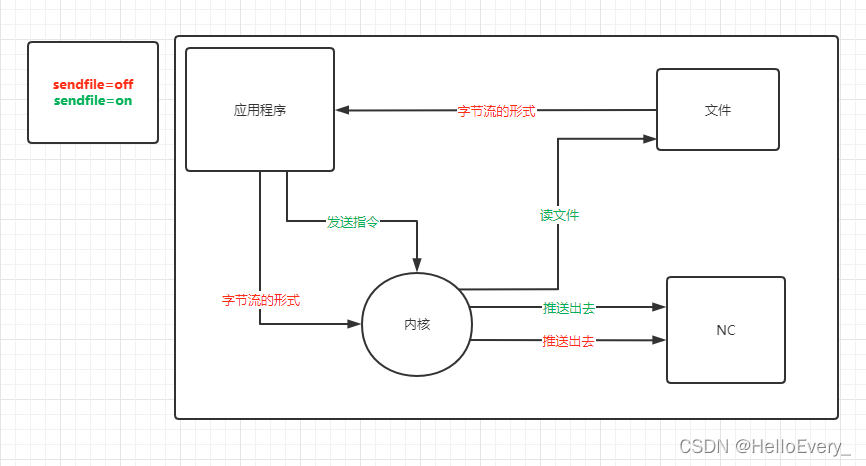 sendfile=off
sendfile=on
应用程序
字节流的形式
文件
发送指令
读文件
字节流的形式
内核
推送出去
推送出去
NC
CSDN @HelloEvery_